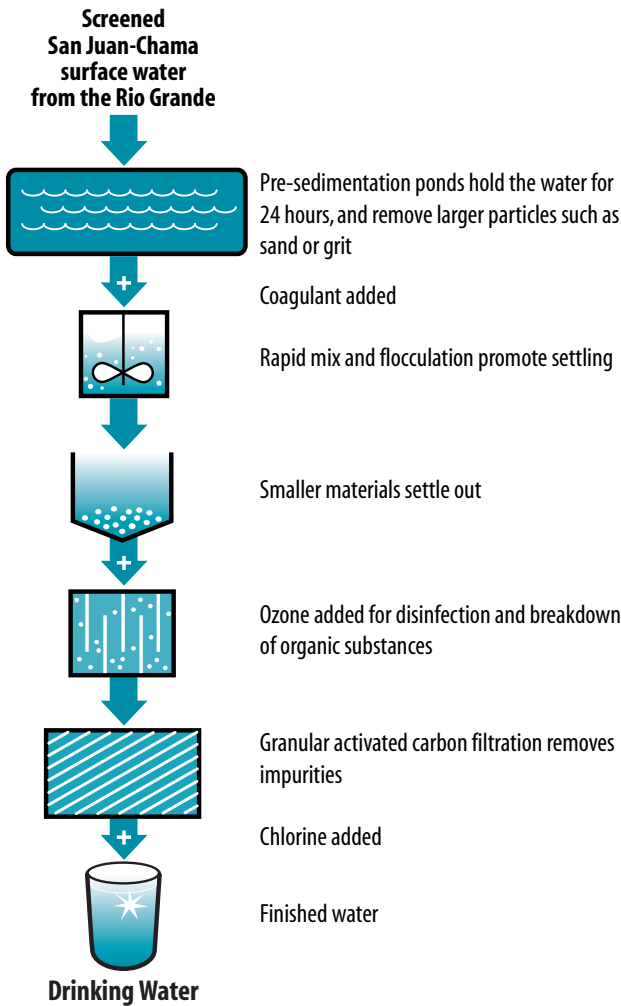 Screened
San Juan-Chama
surface water
from the Rio Grande
Pre-sedimentation ponds hold the water for
24 hours, and remove larger particles such as
sand or grit
+
Coagulant added
Rapid mix and flocculation promote settling
Smaller materials settle out
+
Ozone added for disinfection and breakdown
of organic substances
Granular activated carbon filtration removes
impurities
+
Chlorine added
Finished water
Drinking Water